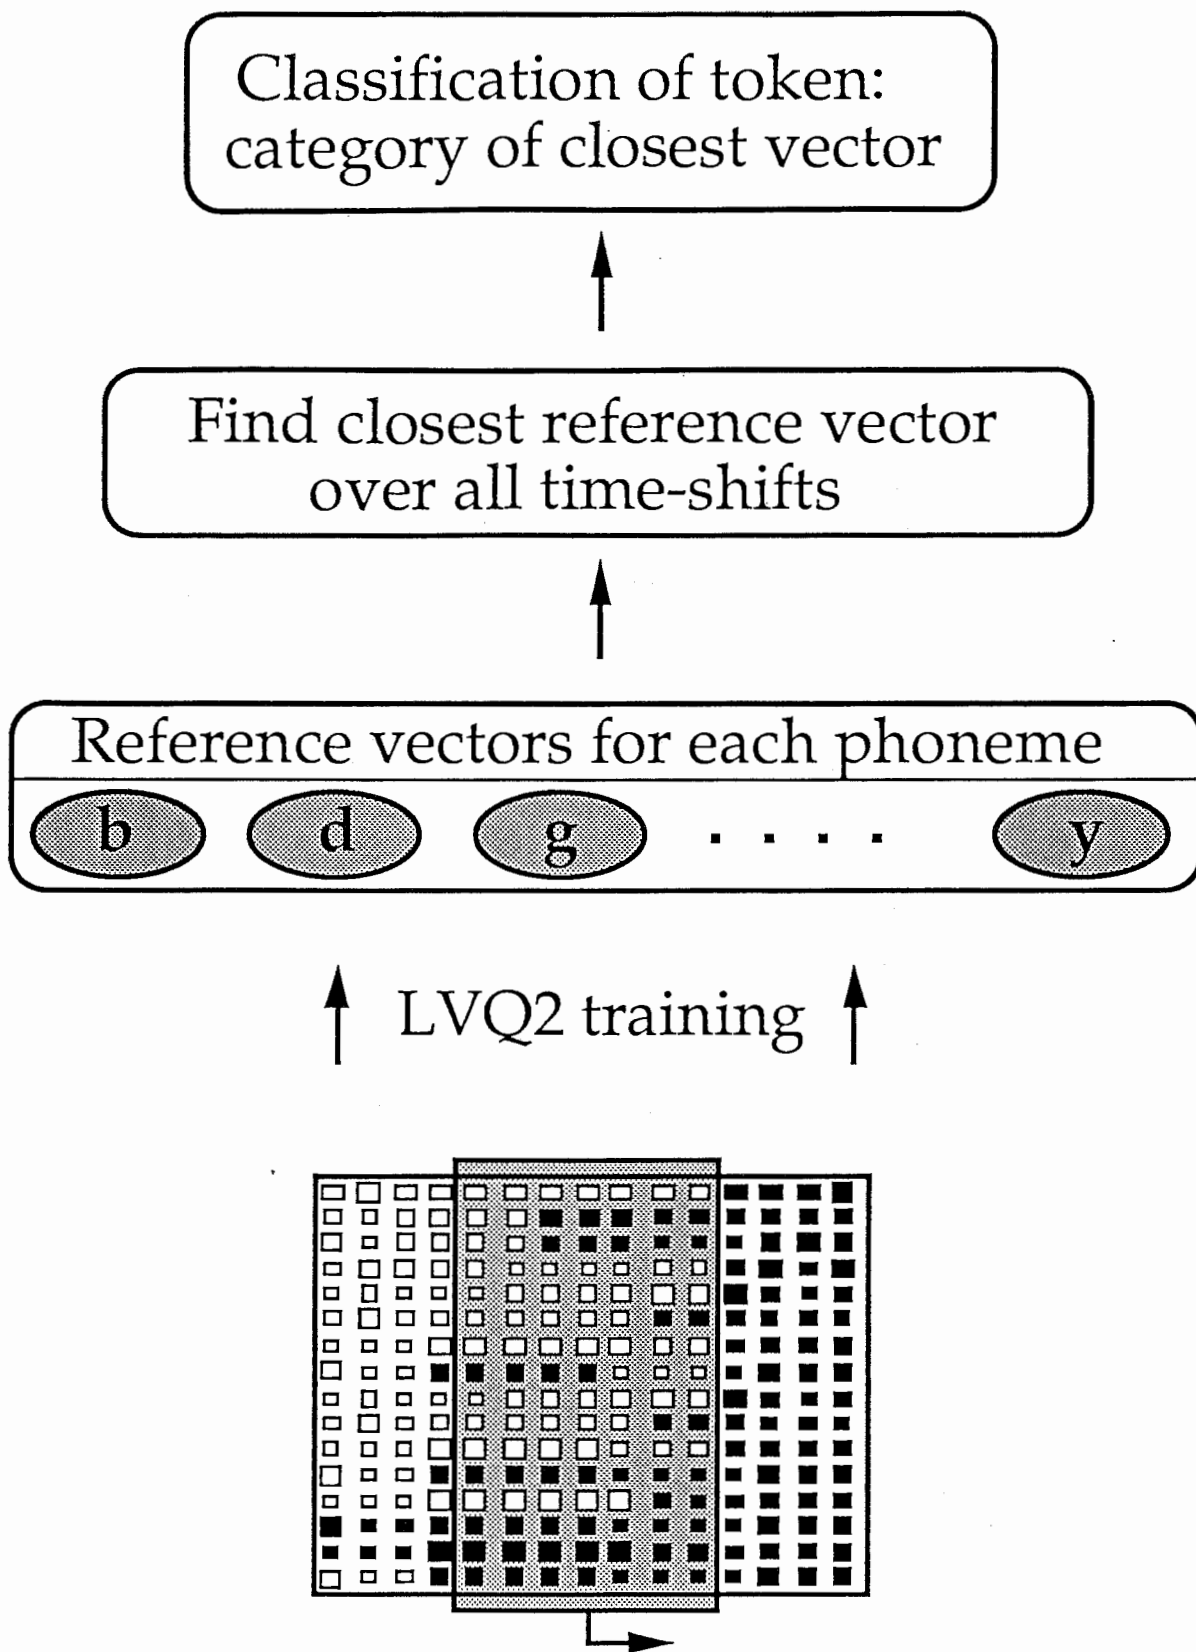 Classification of token:
category of closest vector
Find closest reference vector
over all time-shifts
Reference vectors for each phoneme
b d g . . . . y
LVQ2 training